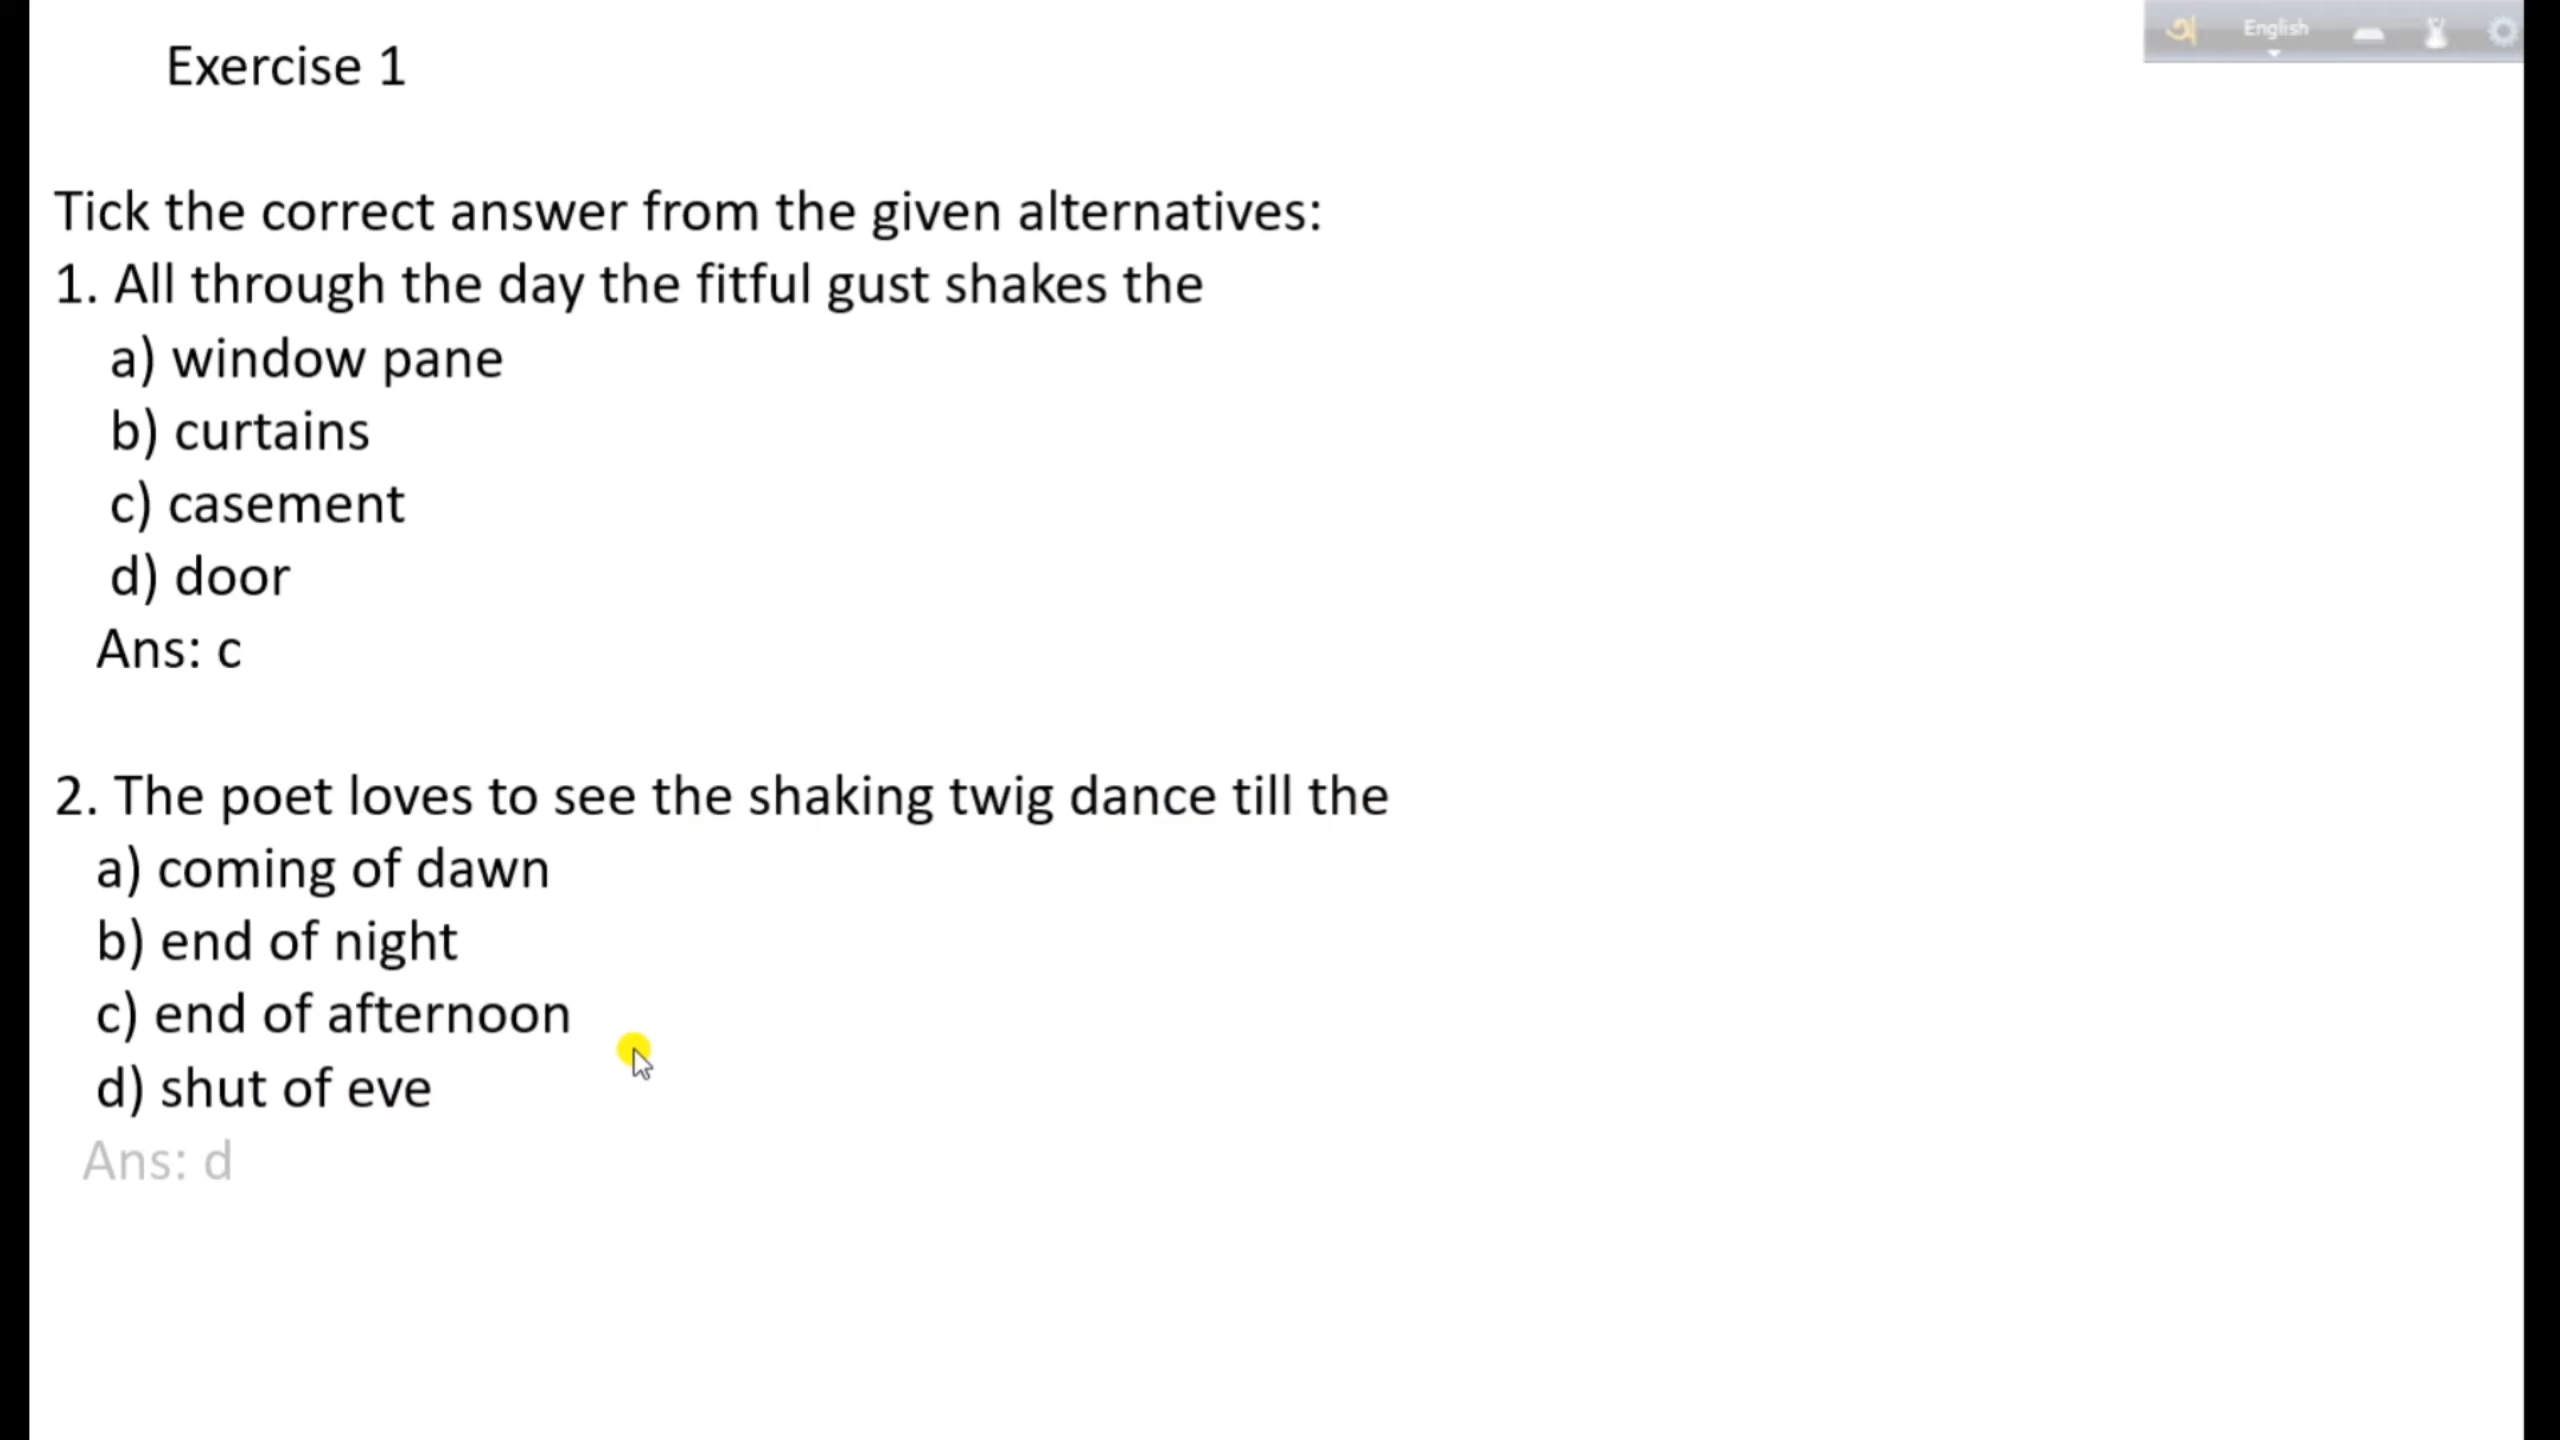 Exercise 1
অ English
Tick the correct answer from the given alternatives:
1. All through the day the fitful gust shakes the
a) window pane
b) curtains
c) casement
d) door
Ans: c
2. The poet loves to see the shaking twig dance till the
a) coming of dawn
b) end of night
c) end of afternoon
d) shut of eve
Ans: d